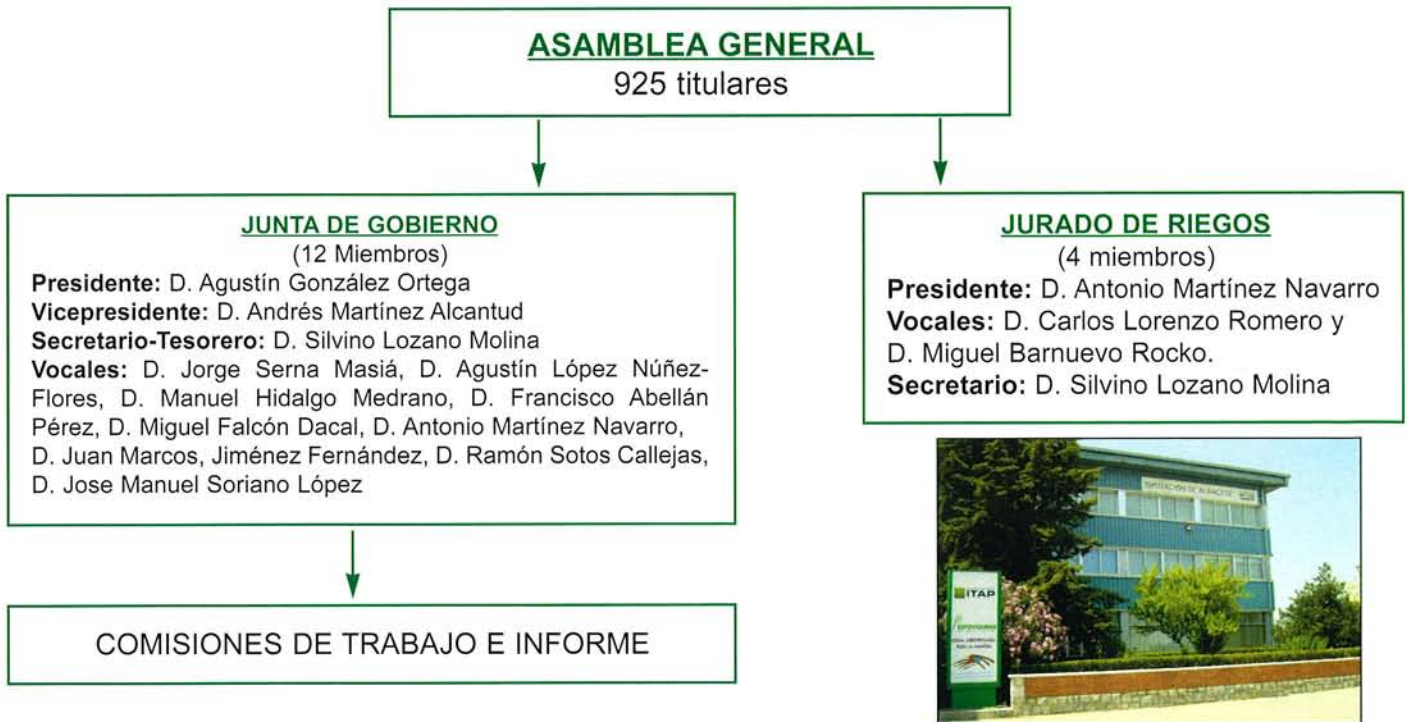 ASAMBLEA GENERAL
925 titulares
JUNTA DE GOBIERNO
(12 Miembros)
Presidente: D. Agustín González Ortega
Vicepresidente: D. Andrés Martínez Alcantud
Secretario-Tesorero: D. Silvino Lozano Molina
Vocales: D. Jorge Serna Masiá, D. Agustín López Núñez-
Flores, D. Manuel Hidalgo Medrano, D. Francisco Abellán
Pérez, D. Miguel Falcón Dacal, D. Antonio Martínez Navarro,
D. Juan Marcos, Jiménez Fernández, D. Ramón Sotos Callejas,
D. Jose Manuel Soriano López
COMISIONES DE TRABAJO E INFORME
JURADO DE RIEGOS
(4 miembros)
Presidente: D. Antonio Martínez Navarro
Vocales: D. Carlos Lorenzo Romero y
D. Miguel Barnuevo Rocko.
Secretario: D. Silvino Lozano Molina
DIPUTACIÓN DE ALBACETE
ITAP